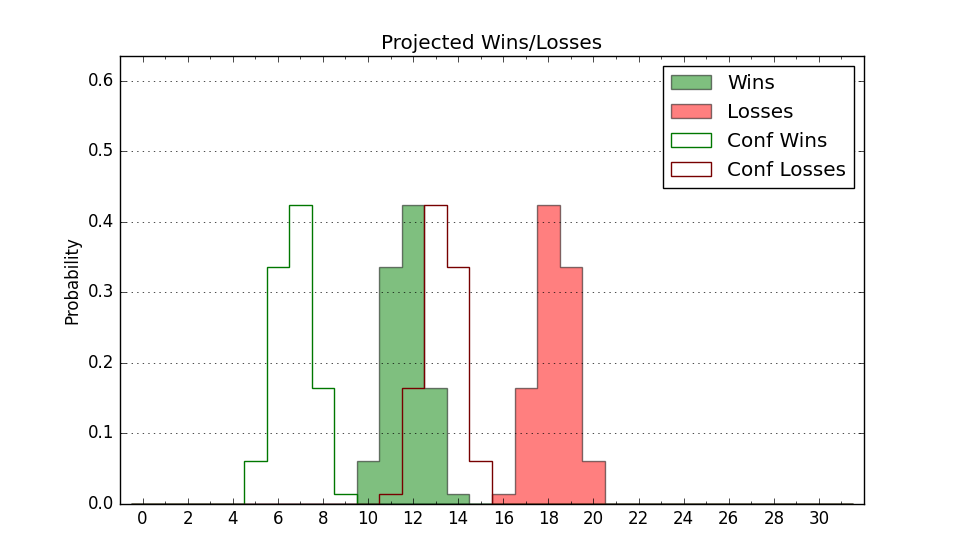 Projected Wins/Losses
Probability
0.6
0.5
0.4
0.3
0.2
0.1
0.0
0 2 4 6 8 10 12 14 16 18 20 22 24 26 28 30
Wins
Losses
Conf Wins
Conf Losses